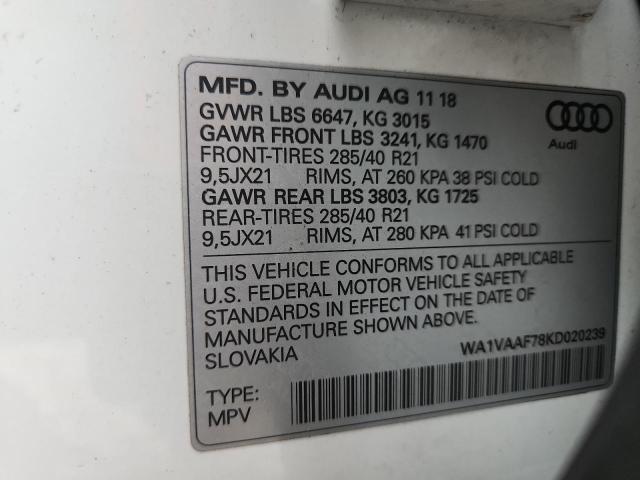 MFD. BY AUDI AG 11 18
GVWR LBS 6647, KG 3015
GAWR FRONT LBS 3241, KG 1470
FRONT-TIRES 285/40 R21
9,5JX21 RIMS, AT 260 KPA 38 PSI COLD
GAWR REAR LBS 3803, KG 1725
REAR-TIRES 285/40 R21
9,5JX21 RIMS, AT 280 KPA 41 PSI COLD
Audi
THIS VEHICLE CONFORMS TO ALL APPLICABLE
U.S. FEDERAL MOTOR VEHICLE SAFETY
STANDARDS IN EFFECT ON THE DATE OF
MANUFACTURE SHOWN ABOVE.
SLOVAKIA
WA1VAAF78KD020239
TYPE:
MPV